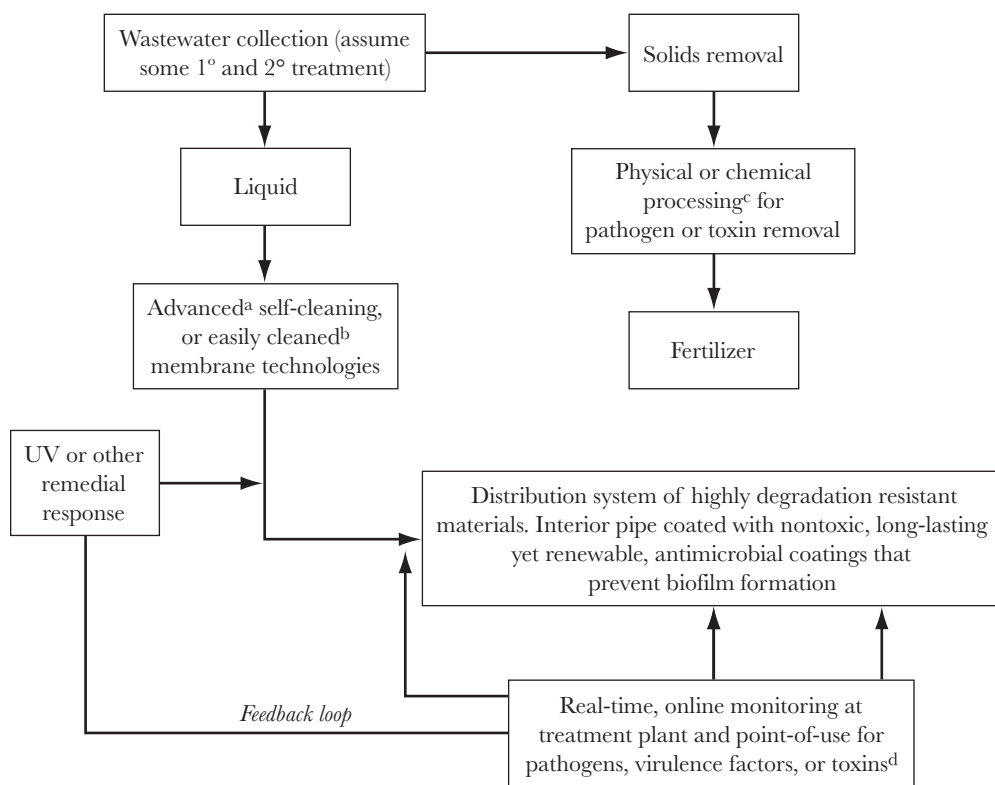 Wastewater collection (assume
some 1º and 2° treatment)
Solids removal
Liquid
Physical or chemical
processingᶜ for
pathogen or toxin removal
Advancedᵃ self-cleaning,
or easily cleanedᵇ
membrane technologies
Fertilizer
UV or other
remedial
response
Distribution system of highly degradation resistant
materials. Interior pipe coated with nontoxic, long-lasting
yet renewable, antimicrobial coatings that
prevent biofilm formation
Feedback loop
Real-time, online monitoring at
treatment plant and point-of-use for
pathogens, virulence factors, or toxinsᵈ